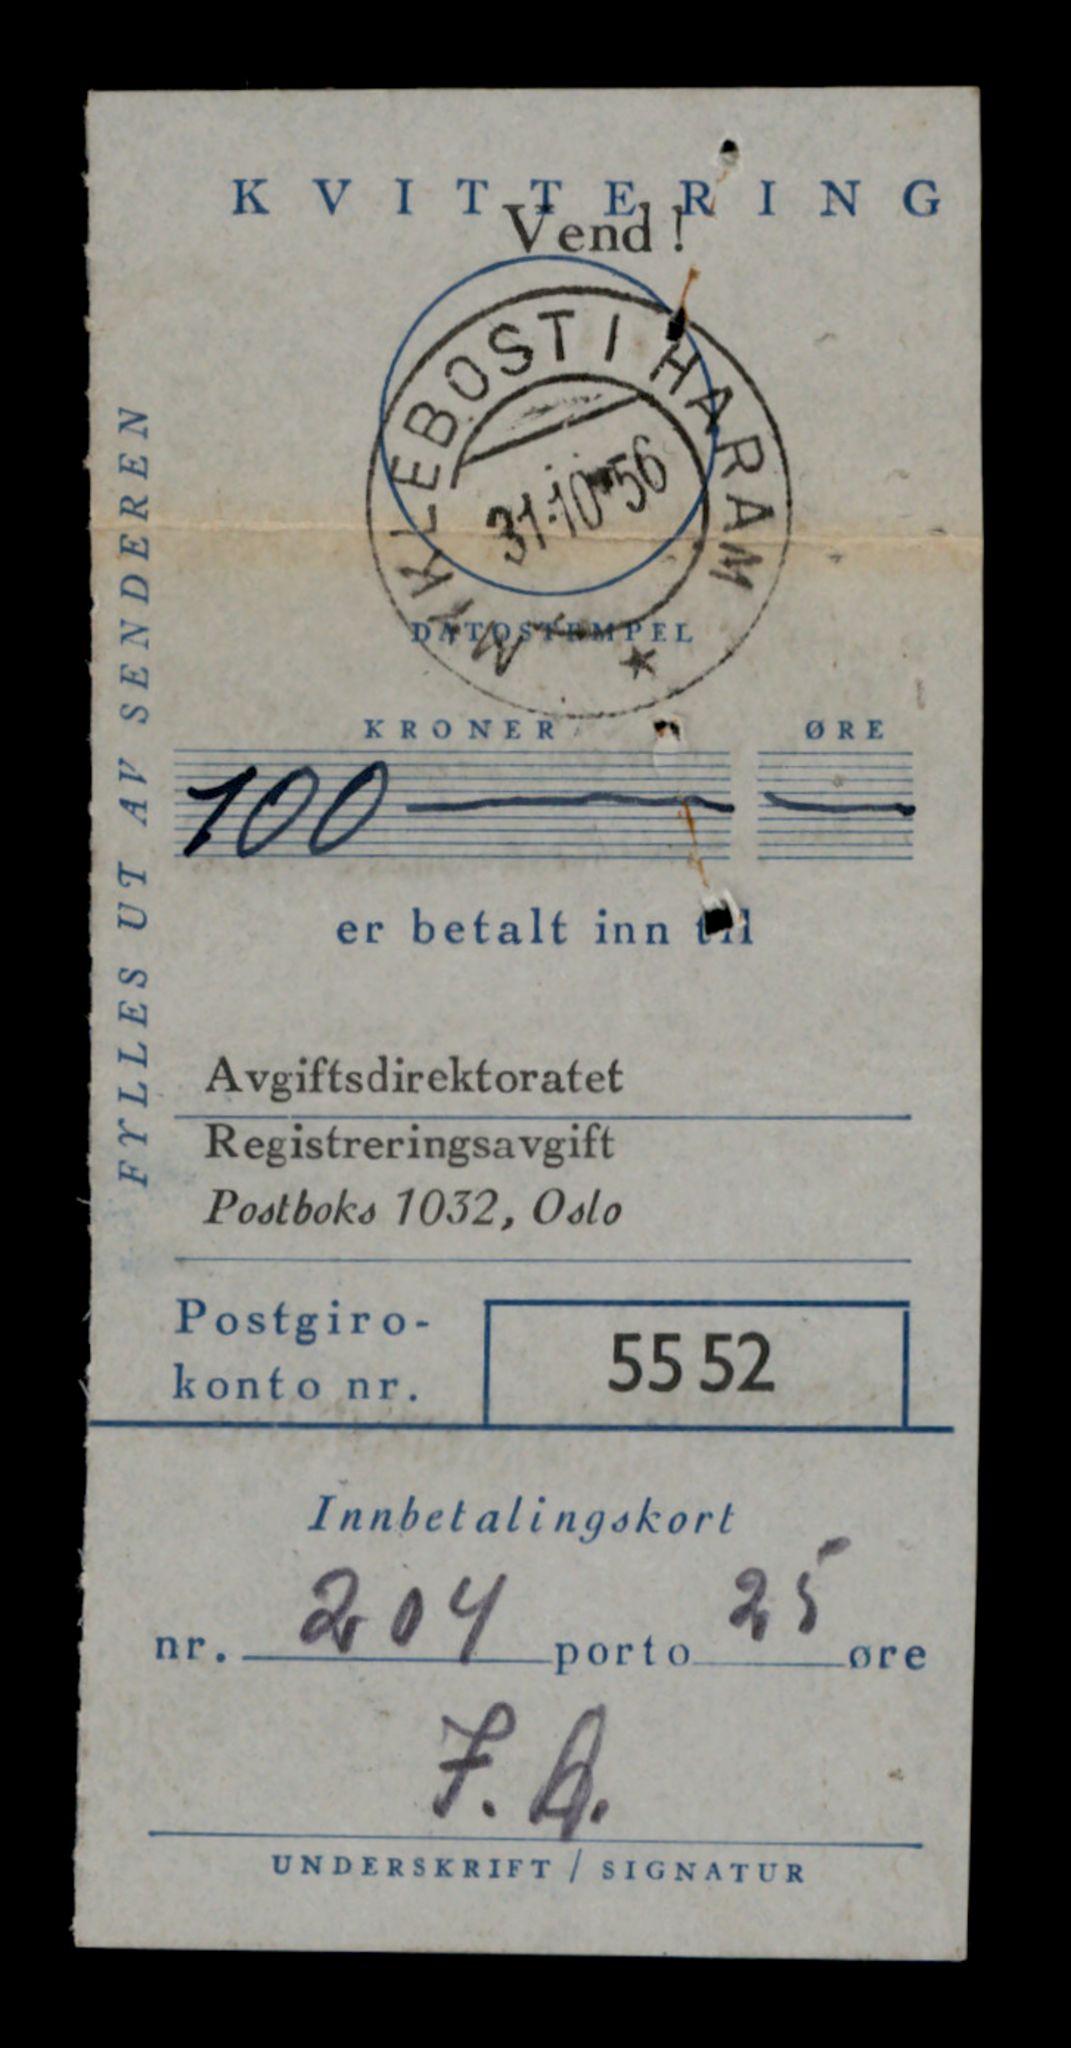 KVITTERING
Vend !
MYKLEBOST I HARAM
31.10.56
DATOSTEMPEL
FYLLES UT AV SENDEREN
KRONER ØRE
100 — —
er betalt inn til
Avgiftsdirektoratet
Registreringsavgift
Postboks 1032, Oslo
Postgiro-
konto nr. 5552
Innbetalingskort
nr. 204 porto 25 øre
UNDERSKRIFT / SIGNATUR